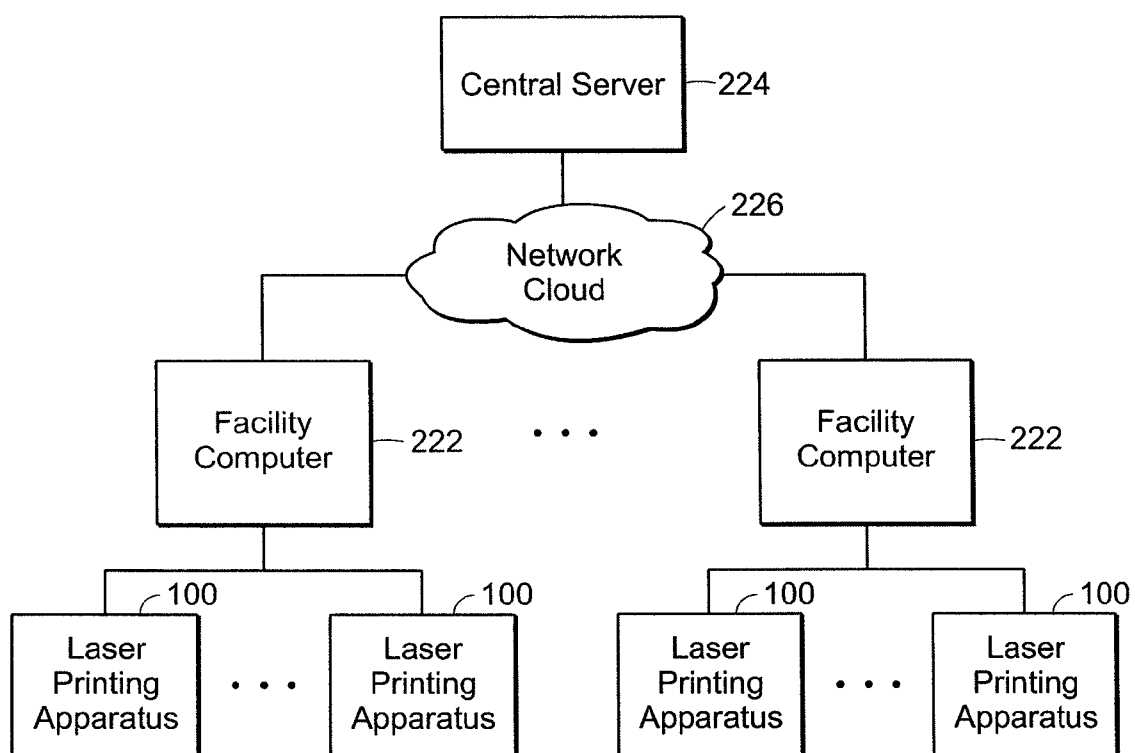 Central Server
224
226
Network
Cloud
Facility
Computer
222
Facility
Computer
222
100
100
100
100
Laser
Printing
Apparatus
Laser
Printing
Apparatus
Laser
Printing
Apparatus
Laser
Printing
Apparatus